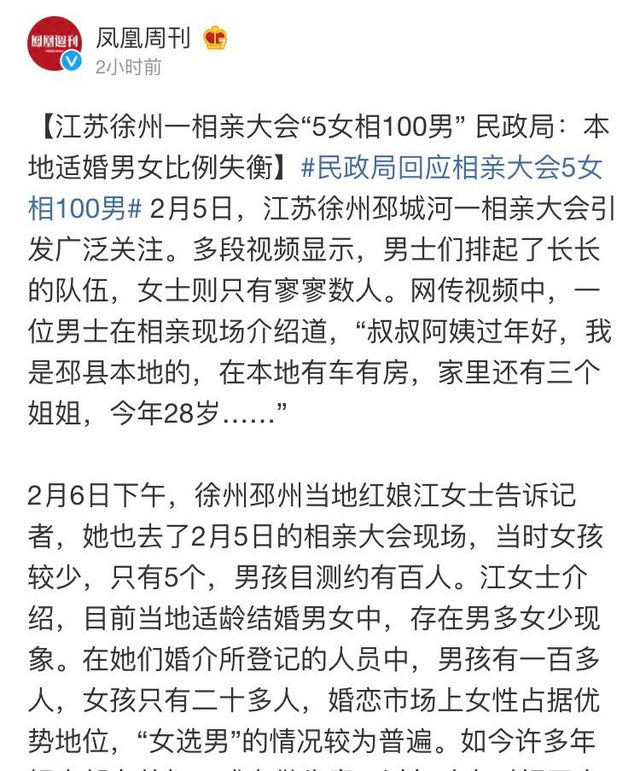 鳳凰週刊
凤凰周刊
2小时前
【江苏徐州一相亲大会“5女相100男” 民政局：本
地适婚男女比例失衡】#民政局回应相亲大会5女
相100男# 2月5日，江苏徐州邳城河一相亲大会引
发广泛关注。多段视频显示，男士们排起了长长
的队伍，女士则只有寥寥数人。网传视频中，一
位男士在相亲现场介绍道，“叔叔阿姨过年好，我
是邳县本地的，在本地有车有房，家里还有三个
姐姐，今年28岁……”
2月6日下午，徐州邳州当地红娘江女士告诉记
者，她也去了2月5日的相亲大会现场，当时女孩
较少，只有5个，男孩目测约有百人。江女士介
绍，目前当地适龄结婚男女中，存在男多女少现
象。在她们婚介所登记的人员中，男孩有一百多
人，女孩只有二十多人，婚恋市场上女性占据优
势地位，“女选男”的情况较为普遍。如今许多年